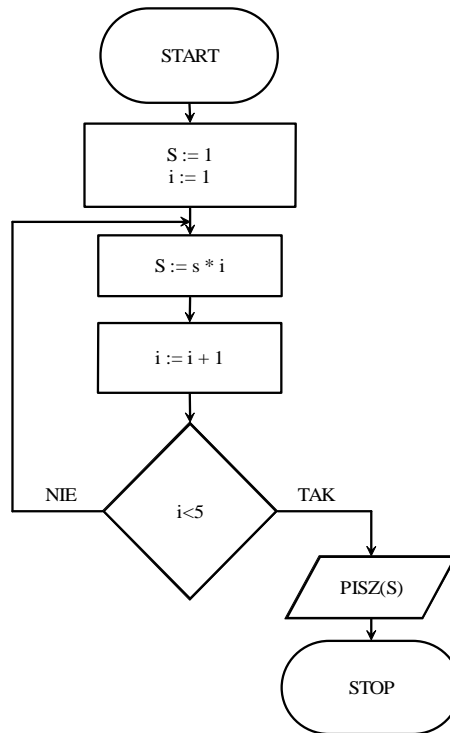 START
S := 1
i := 1
S := s * i
i := i + 1
i<5
NIE
TAK
PISZ(S)
STOP